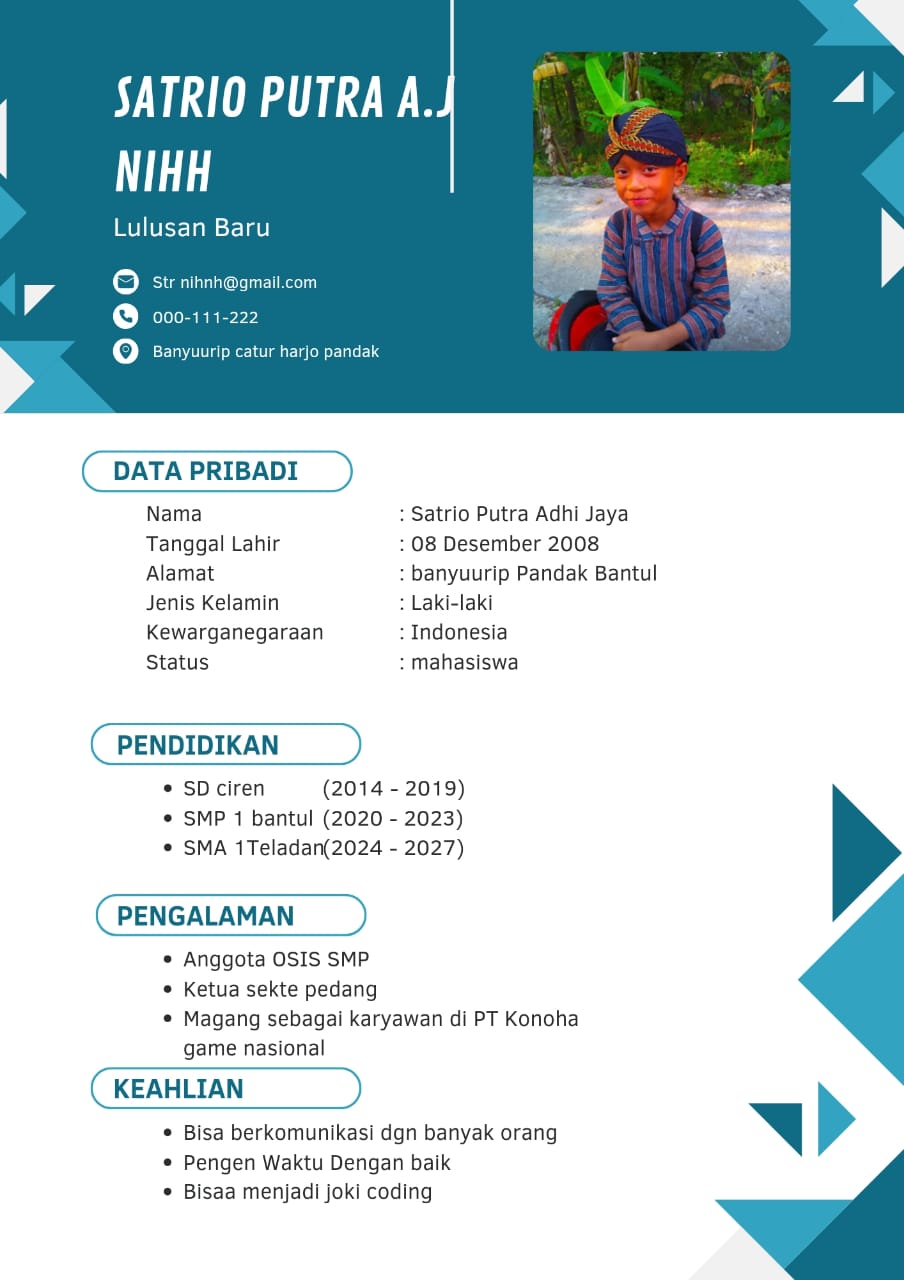 SATRIO PUTRA A.J
NIHH
Lulusan Baru
Str nihnh@gmail.com
000-111-222
Banyuurip catur harjo pandak
DATA PRIBADI
Nama : Satrio Putra Adhi Jaya
Tanggal Lahir : 08 Desember 2008
Alamat : banyuurip Pandak Bantul
Jenis Kelamin : Laki-laki
Kewarganegaraan : Indonesia
Status : mahasiswa
PENDIDIKAN
• SD ciren (2014 - 2019)
• SMP 1 bantul (2020 - 2023)
• SMA 1Teladan(2024 - 2027)
PENGALAMAN
• Anggota OSIS SMP
• Ketua sekte pedang
• Magang sebagai karyawan di PT Konoha
game nasional
KEAHLIAN
• Bisa berkomunikasi dgn banyak orang
• Pengen Waktu Dengan baik
• Bisaa menjadi joki coding